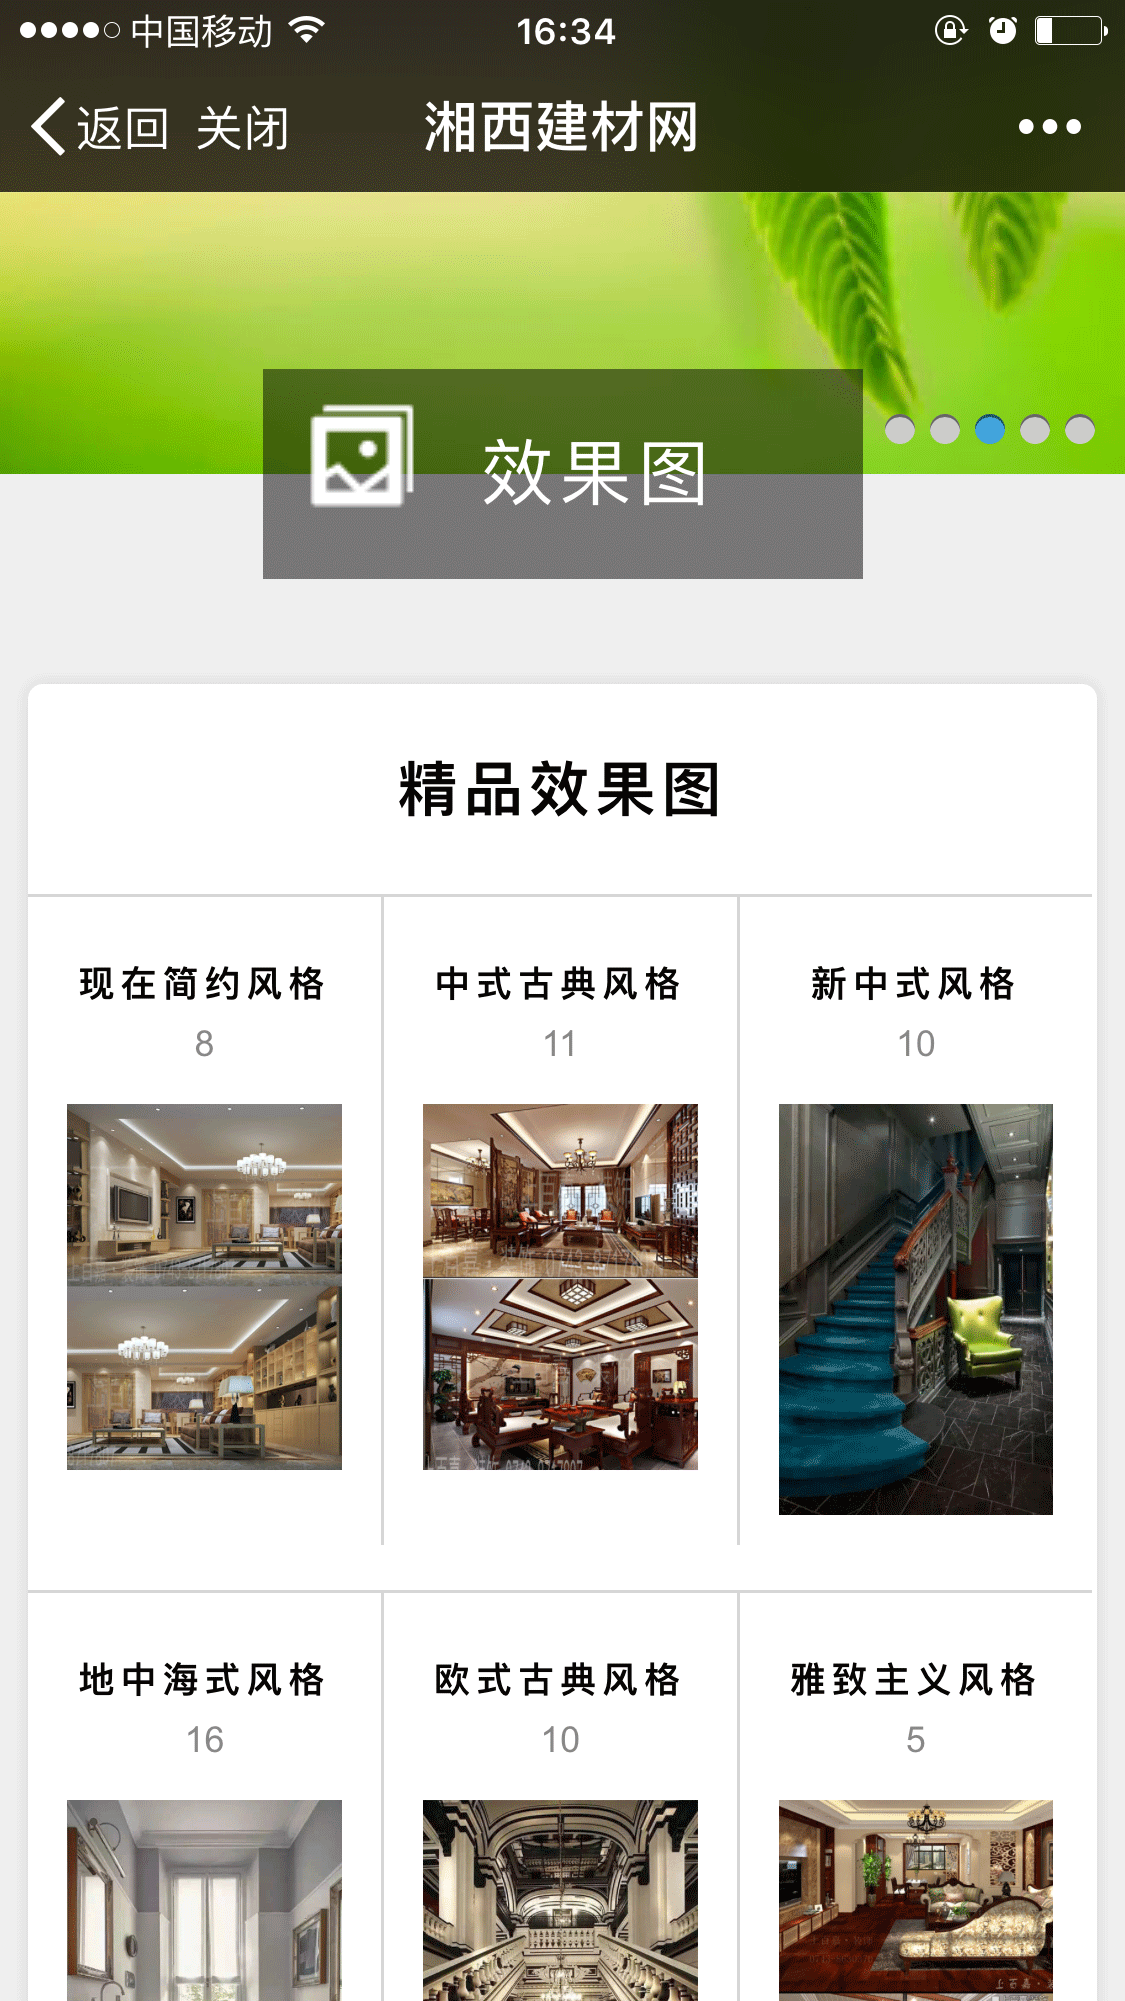 中国移动 16:34
返回 关闭 湘西建材网
效果图
精品效果图
现在简约风格 中式古典风格 新中式风格
8 11 10
地中海式风格 欧式古典风格 雅致主义风格
16 10 5